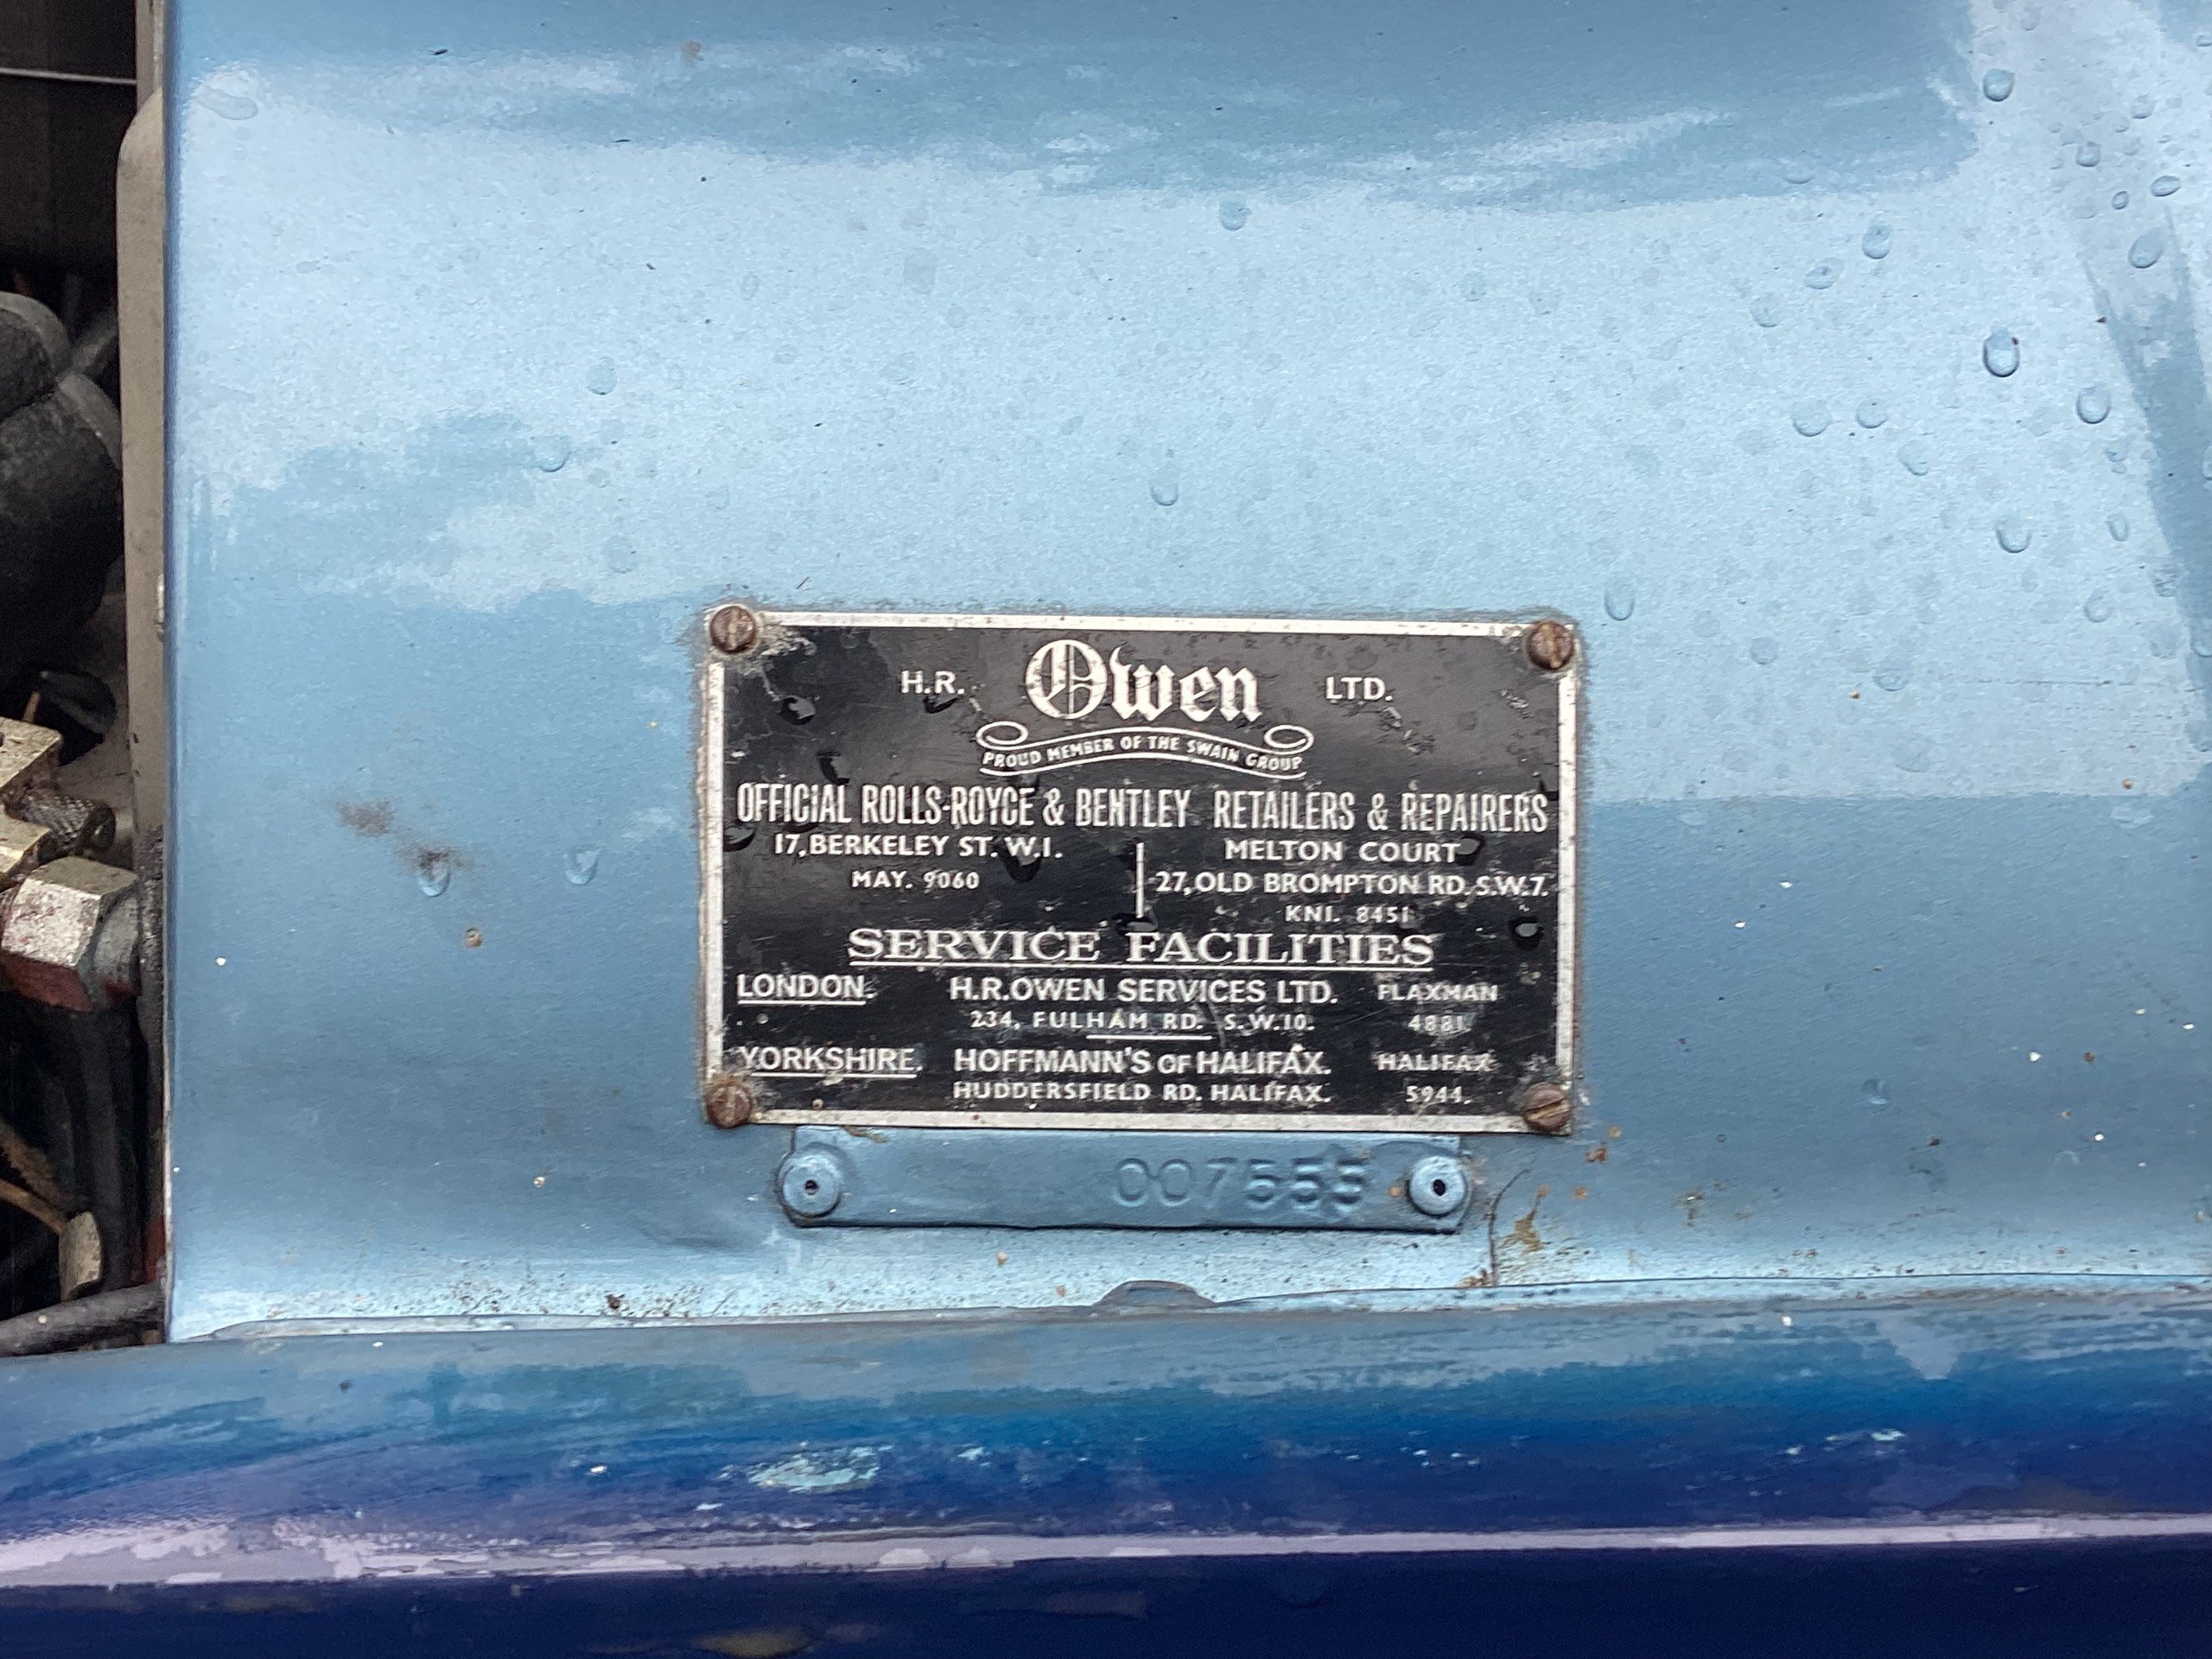 H.R. Owen LTD.
PROUD MEMBER OF THE SWAIN GROUP
OFFICIAL ROLLS-ROYCE & BENTLEY RETAILERS & REPAIRERS
17, BERKELEY ST. W.1.
MAY. 9060
MELTON COURT
27, OLD BROMPTON RD. S.W.7.
KNI. 8451
SERVICE FACILITIES
LONDON. H.R. OWEN SERVICES LTD. FLAXMAN
234, FULHAM RD. S.W.10. 4881.
YORKSHIRE. HOFFMANN'S OF HALIFAX. HALIFAX
HUDDERSFIELD RD. HALIFAX. 5944.
007555